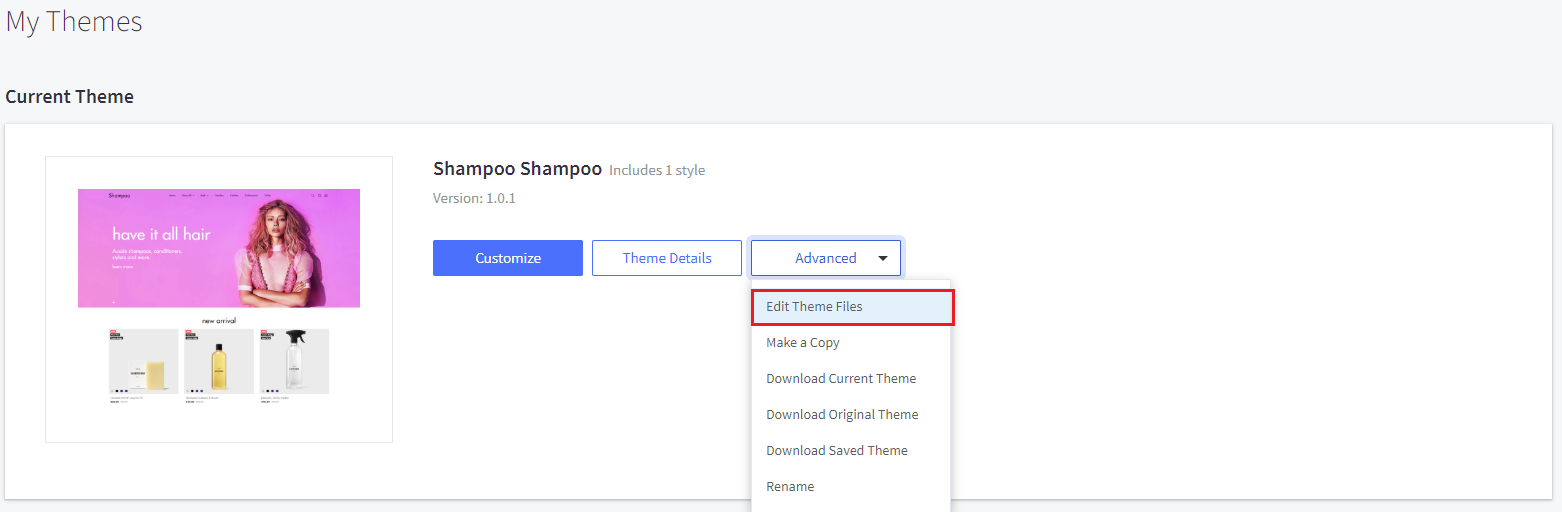 My Themes
Current Theme
Shampoo Shampoo Includes 1 style
Version: 1.0.1
Customize
Theme Details
Advanced
Edit Theme Files
Make a Copy
Download Current Theme
Download Original Theme
Download Saved Theme
Rename
Shampoo
have it all hair
Aussie shampoos, conditioners,
stylers and more.
new arrival